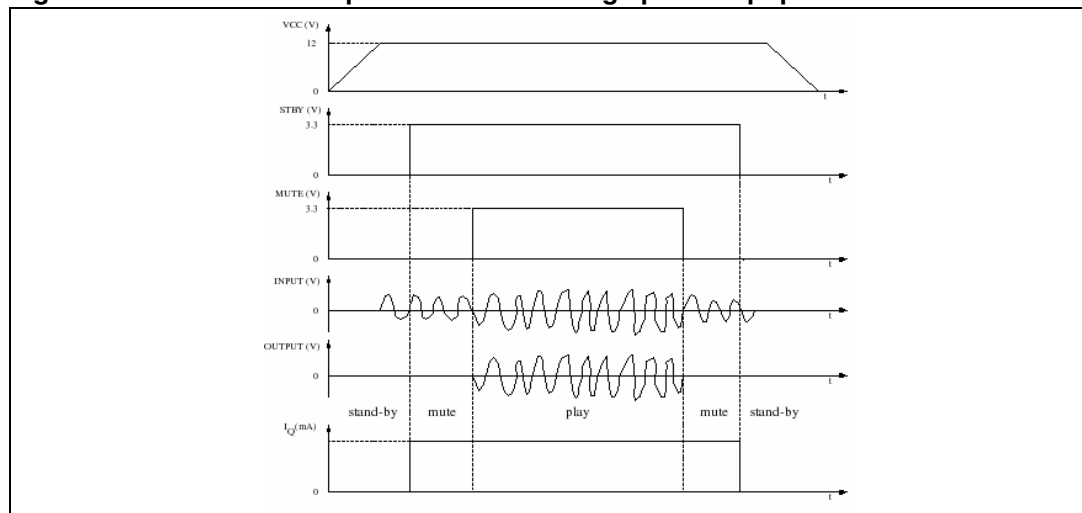 VCC (V)
12
0
t
STBY (V)
3.3
0
t
MUTE (V)
3.3
0
t
INPUT (V)
0
t
OUTPUT (V)
0
t
stand-by mute play mute stand-by
IQ (mA)
0
t